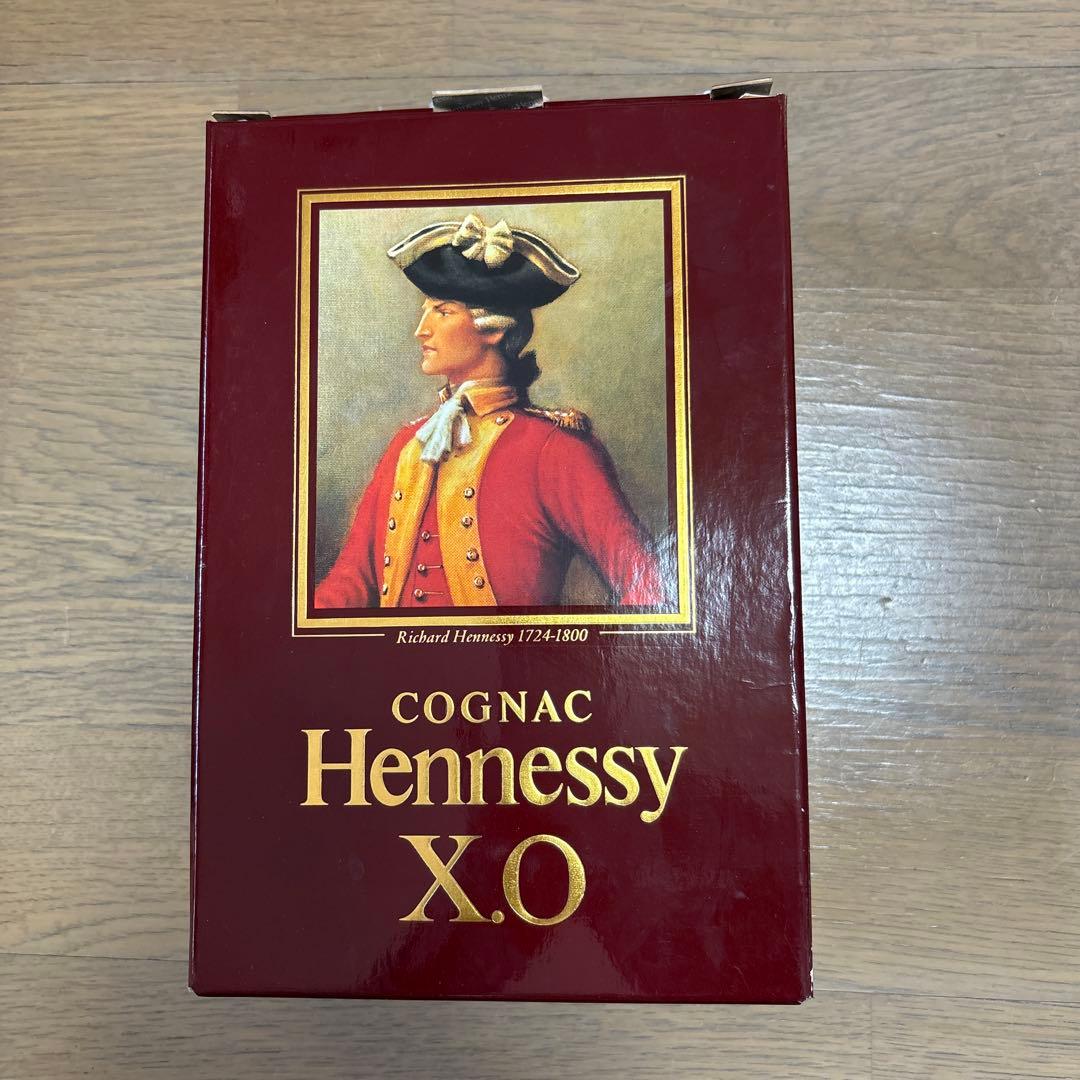 Richard Hennessy 1724-1800
COGNAC
Hennessy
X.O